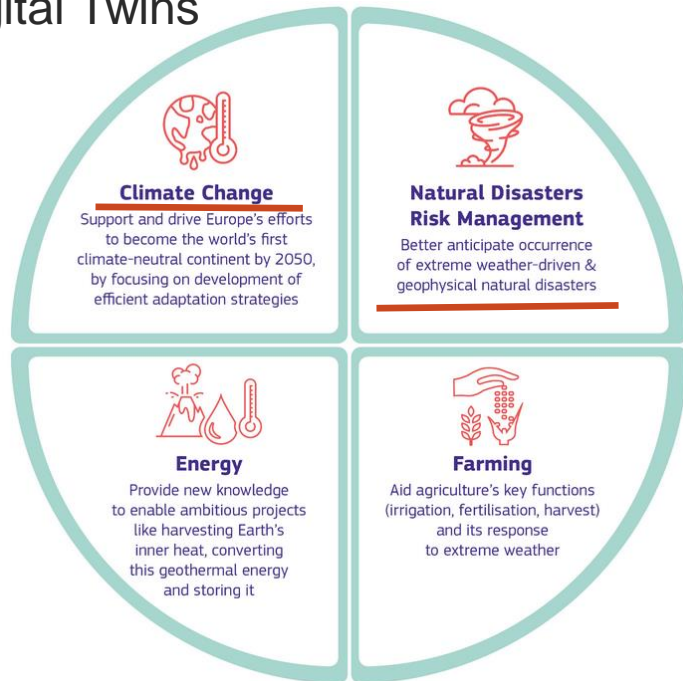 Twins
Climate Change
Support and drive Europe's efforts
to become the world's first
climate-neutral continent by 2050,
by focusing on development of
efficient adaptation strategies
Natural Disasters
Risk Management
Better anticipate occurrence
of extreme weather-driven &
geophysical natural disasters
Energy
Provide new knowledge
to enable ambitious projects
like harvesting Earth's
inner heat, converting
this geothermal energy
and storing it
Farming
Aid agriculture's key functions
(irrigation, fertilisation, harvest)
and its response
to extreme weather